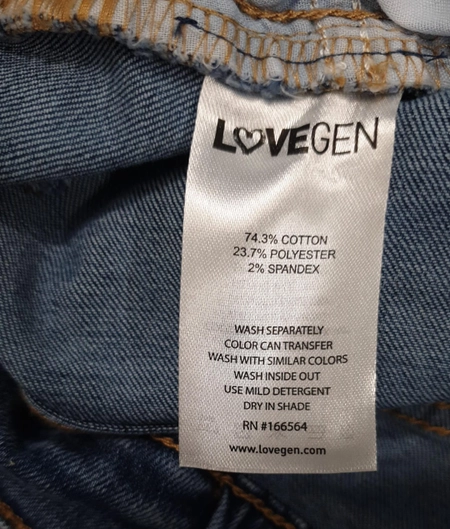 LOVEGEN
74.3% COTTON
23.7% POLYESTER
2% SPANDEX
WASH SEPARATELY
COLOR CAN TRANSFER
WASH WITH SIMILAR COLORS
WASH INSIDE OUT
USE MILD DETERGENT
DRY IN SHADE
RN #166564
www.lovegen.com